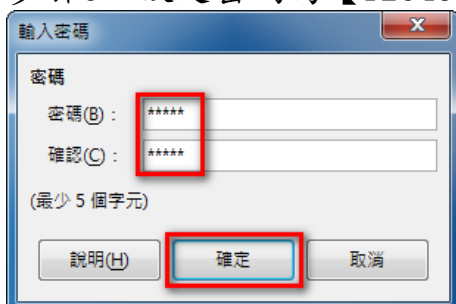 輸入密碼
密碼
密碼(B)： *****
確認(C)： *****
(最少 5 個字元)
說明(H) 確定 取消